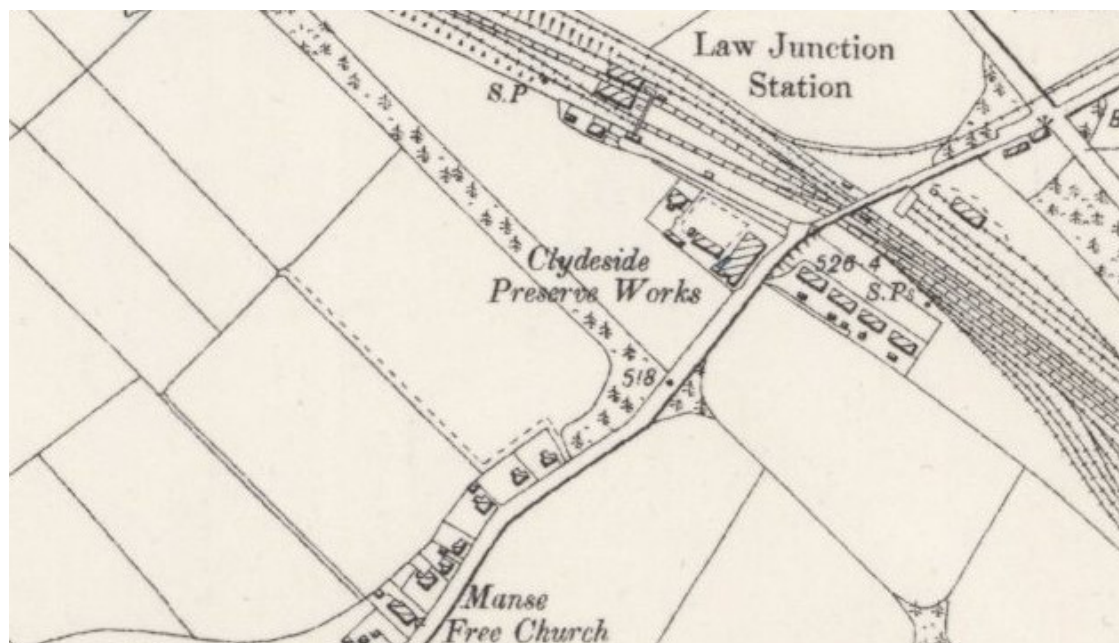 Law Junction
Station
S.P
Clydeside
Preserve Works
526·4
S.Ps
518
Manse
Free Church